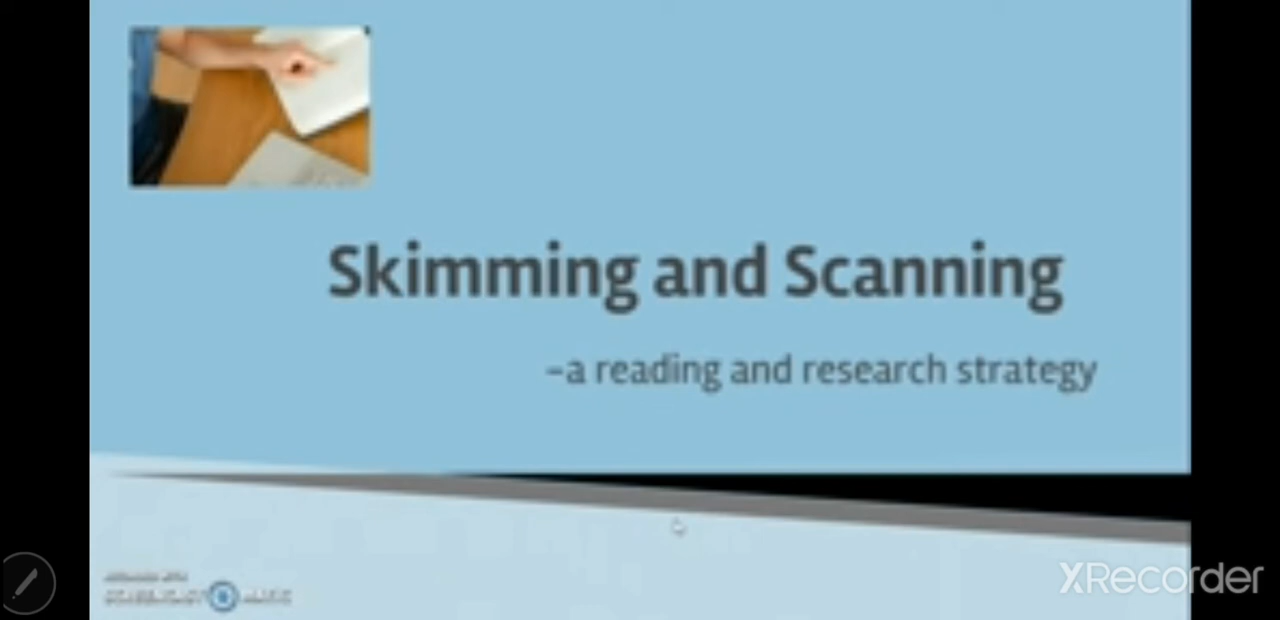 Skimming and Scanning
–a reading and research strategy
XRecorder